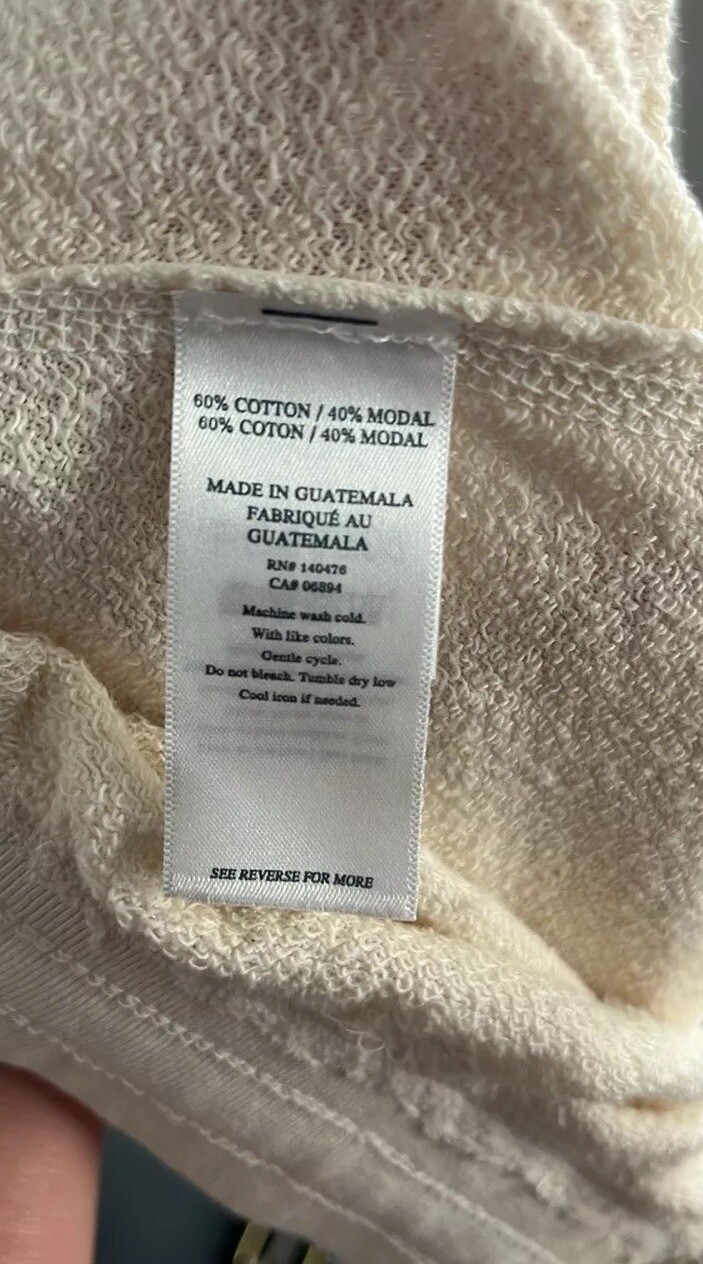 60% COTTON / 40% MODAL
60% COTON / 40% MODAL
MADE IN GUATEMALA
FABRIQUÉ AU
GUATEMALA
RN# 140476
CA# 06894
Machine wash cold.
With like colors.
Gentle cycle.
Do not bleach. Tumble dry low
Cool iron if needed.
SEE REVERSE FOR MORE